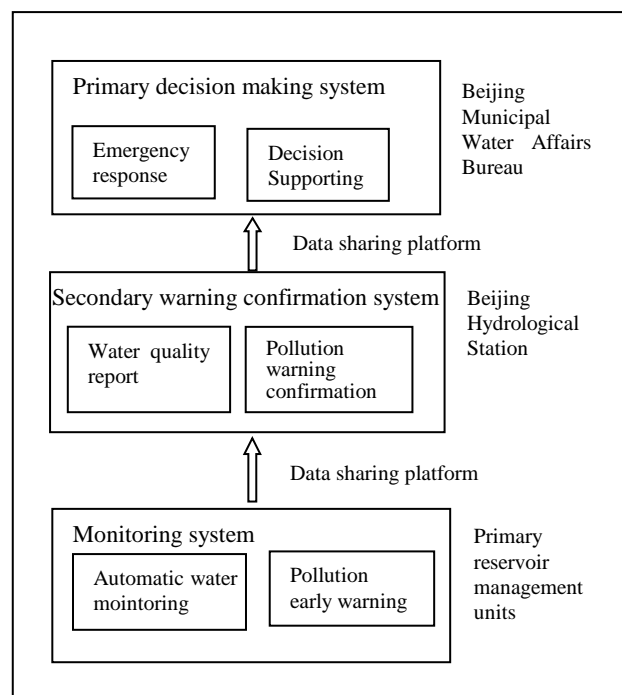 Primary decision making system
Emergency
response
Decision
Supporting
Beijing
Municipal
Water Affairs
Bureau
Data sharing platform
Secondary warning confirmation system
Water quality
report
Pollution
warning
confirmation
Beijing
Hydrological
Station
Data sharing platform
Monitoring system
Automatic water
mointoring
Pollution
early warning
Primary
reservoir
management
units